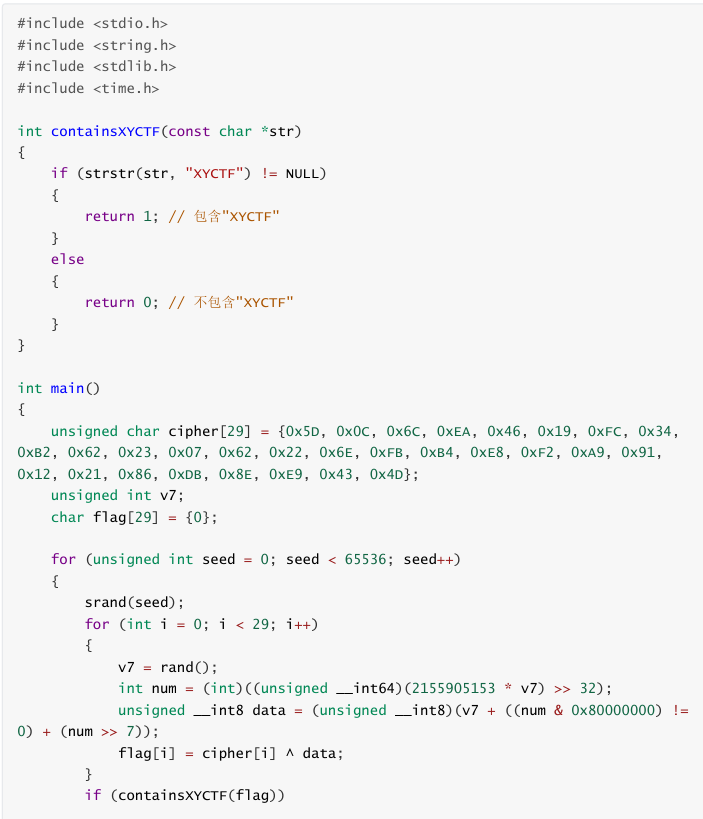 #include <stdio.h>
#include <string.h>
#include <stdlib.h>
#include <time.h>

int containsXYCTF(const char *str)
{
    if (strstr(str, "XYCTF") != NULL)
    {
        return 1; // 包含"XYCTF"
    }
    else
    {
        return 0; // 不包含"XYCTF"
    }
}

int main()
{
    unsigned char cipher[29] = {0x5D, 0x0C, 0x6C, 0xEA, 0x46, 0x19, 0xFC, 0x34,
0xB2, 0x62, 0x23, 0x07, 0x62, 0x22, 0x6E, 0xFB, 0xB4, 0xE8, 0xF2, 0xA9, 0x91,
0x12, 0x21, 0x86, 0xDB, 0x8E, 0xE9, 0x43, 0x4D};
    unsigned int v7;
    char flag[29] = {0};

    for (unsigned int seed = 0; seed < 65536; seed++)
    {
        srand(seed);
        for (int i = 0; i < 29; i++)
        {
            v7 = rand();
            int num = (int)((unsigned __int64)(2155905153 * v7) >> 32);
            unsigned __int8 data = (unsigned __int8)(v7 + ((num & 0x80000000) !=
0) + (num >> 7));
            flag[i] = cipher[i] ^ data;
        }
        if (containsXYCTF(flag))